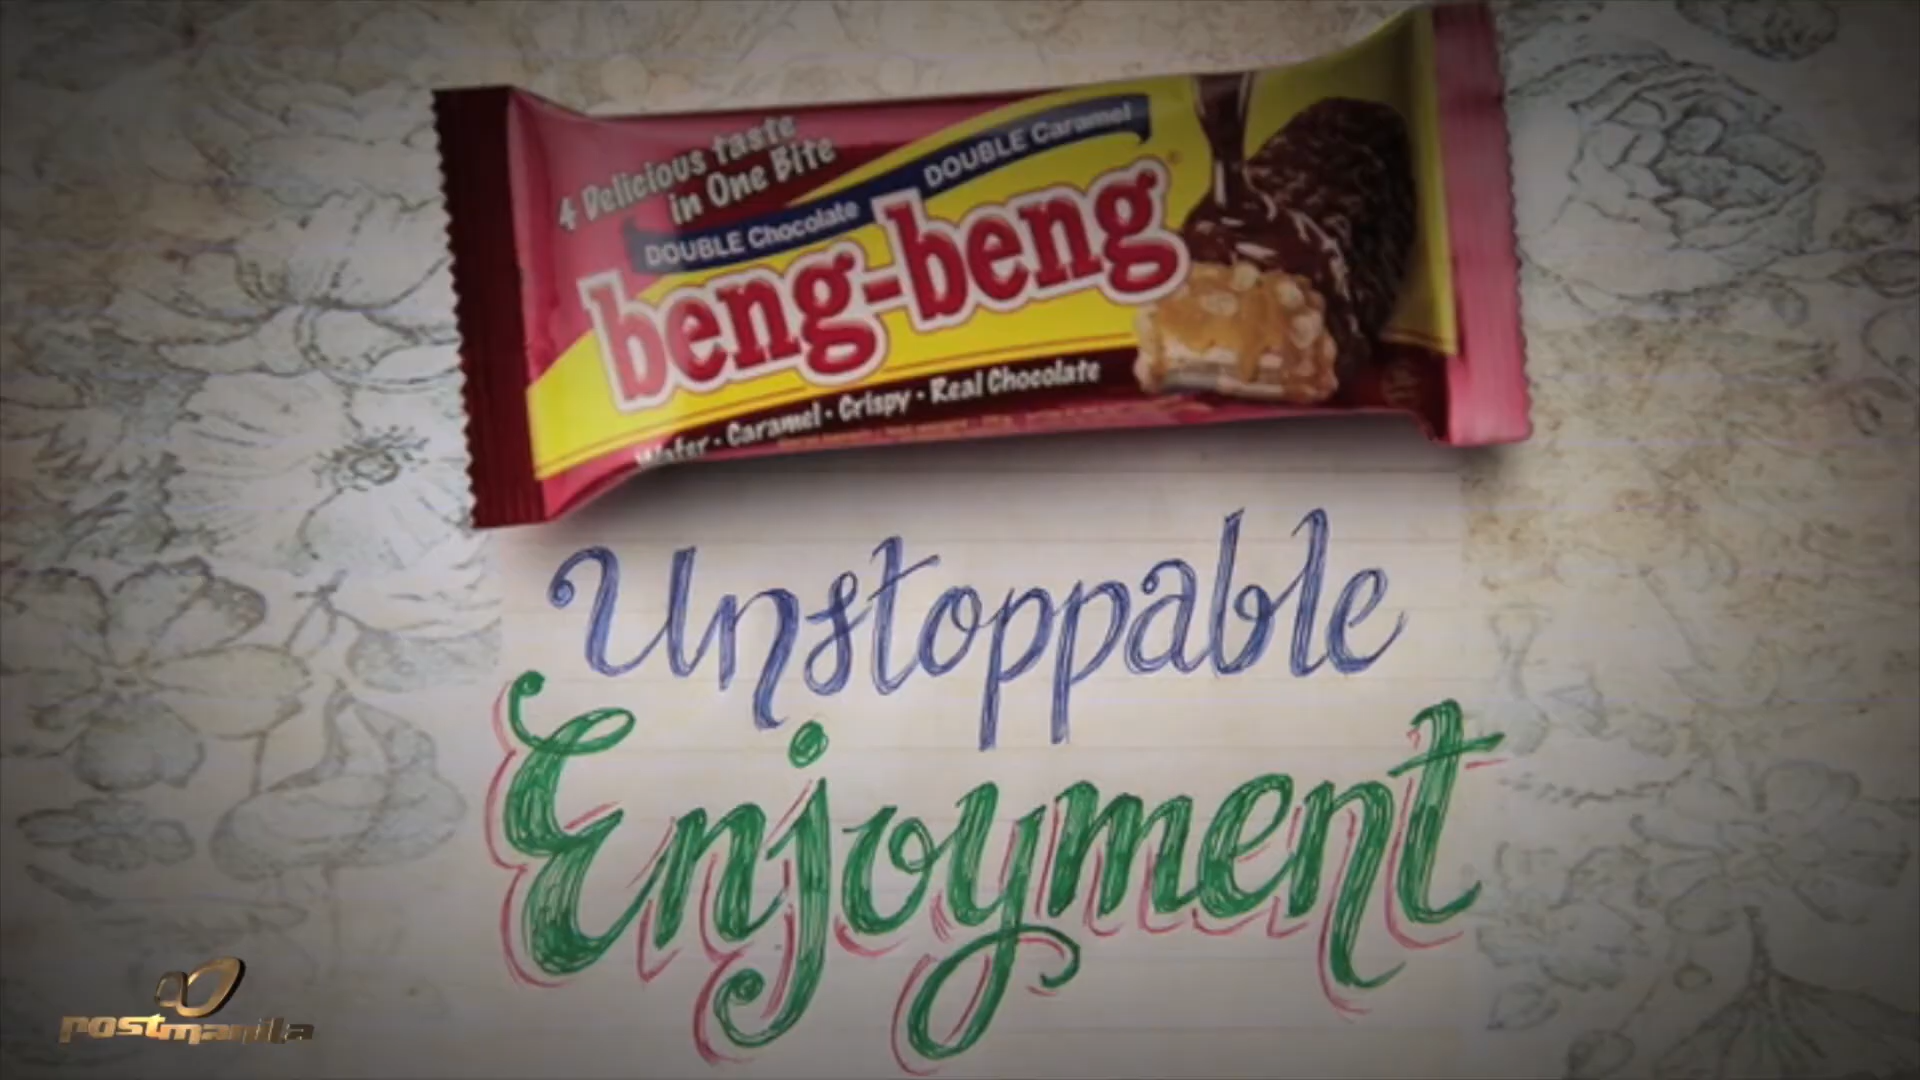 4 Delicious taste
in One Bite
DOUBLE Chocolate DOUBLE Caramel
beng-beng
Wafer · Caramel · Crispy · Real Chocolate
Unstoppable
Enjoyment
postmanila